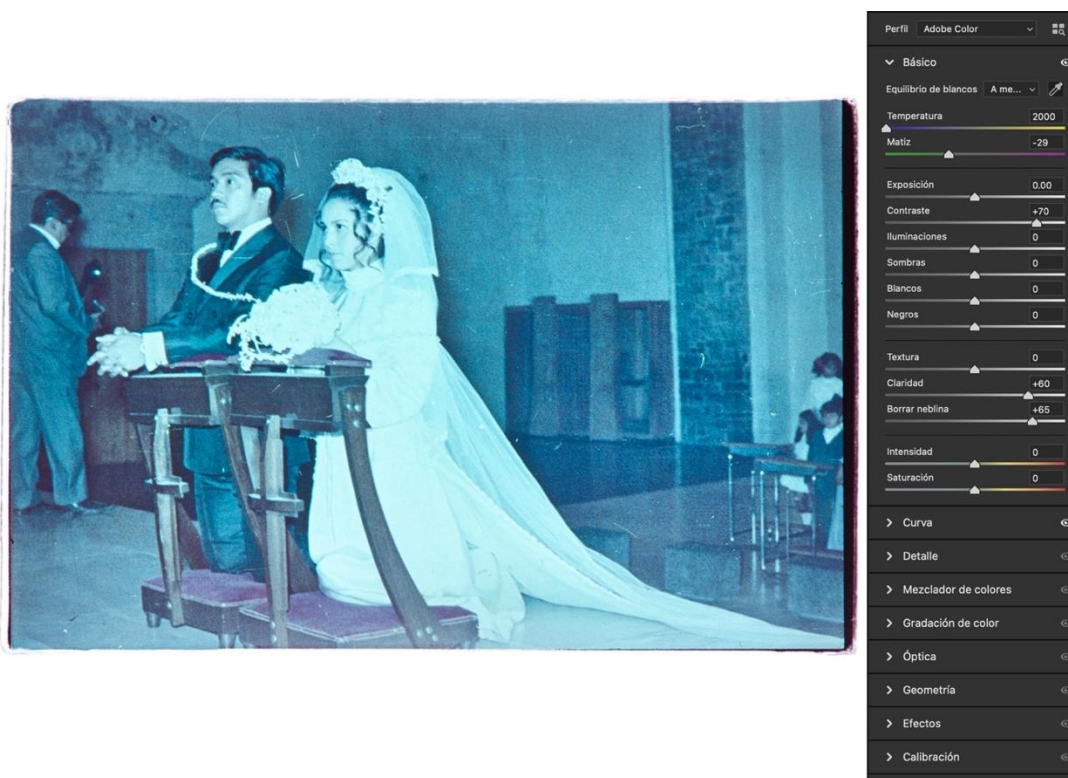 Perfil Adobe Color
Básico
Equilibrio de blancos A me...
Temperatura 2000
Matiz -29
Exposición 0.00
Contraste +70
Iluminaciones 0
Sombras 0
Blancos 0
Negros 0
Textura 0
Claridad +60
Borrar neblina +65
Intensidad 0
Saturación 0
Curva
Detalle
Mezclador de colores
Gradación de color
Óptica
Geometría
Efectos
Calibración